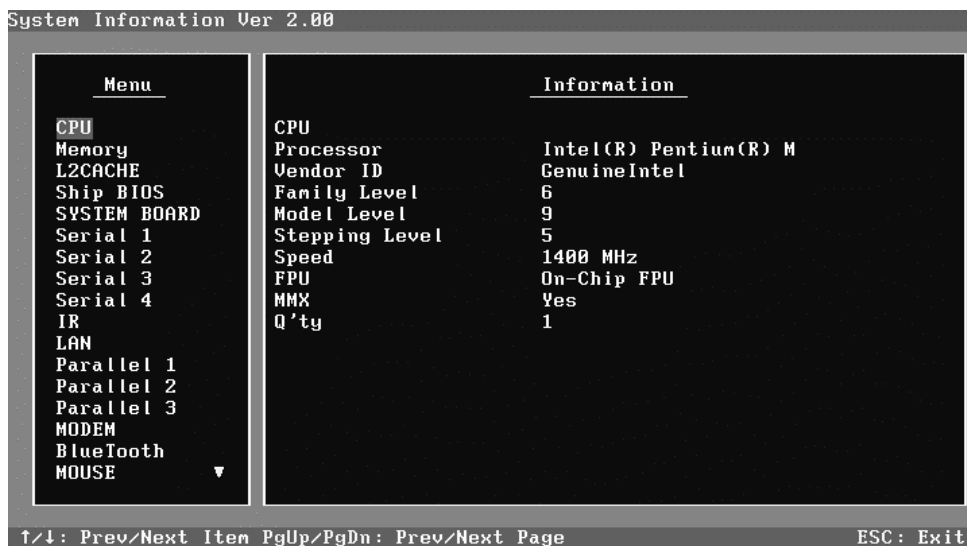 System Information Ver 2.00
Menu
CPU
Memory
L2CACHE
Ship BIOS
SYSTEM BOARD
Serial 1
Serial 2
Serial 3
Serial 4
IR
LAN
Parallel 1
Parallel 2
Parallel 3
MODEM
BlueTooth
MOUSE ▼
Information
CPU
Processor Intel(R) Pentium(R) M
Vendor ID GenuineIntel
Family Level 6
Model Level 9
Stepping Level 5
Speed 1400 MHz
FPU On-Chip FPU
MMX Yes
Q'ty 1
↑/↓: Prev/Next Item PgUp/PgDn: Prev/Next Page ESC: Exit